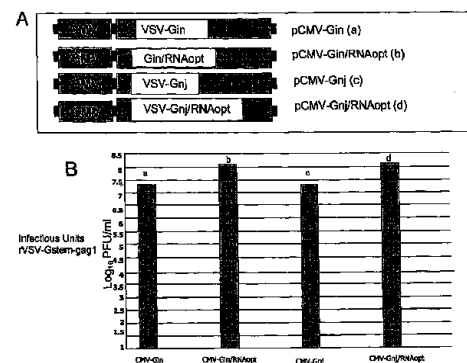 A
VSV-Gin
pCMV-Gin (a)
Gin/RNAopt
pCMV-Gin/RNAopt (b)
VSV-Gnj
pCMV-Gnj (c)
VSV-Gnj/RNAopt
pCMV-Gnj/RNAopt (d)
B
8.5
8
7.5
7
6.5
6
5.5
5
4.5
4
3.5
3
2.5
2
1.5
1
Log10PFU/ml
Infectious Units
rVSV-Gstem-gag1
a
b
c
d
CMV-Gin
CMV-Gin/RNAopt
CMV-Gnj
CMV-Gnj/RNAopt